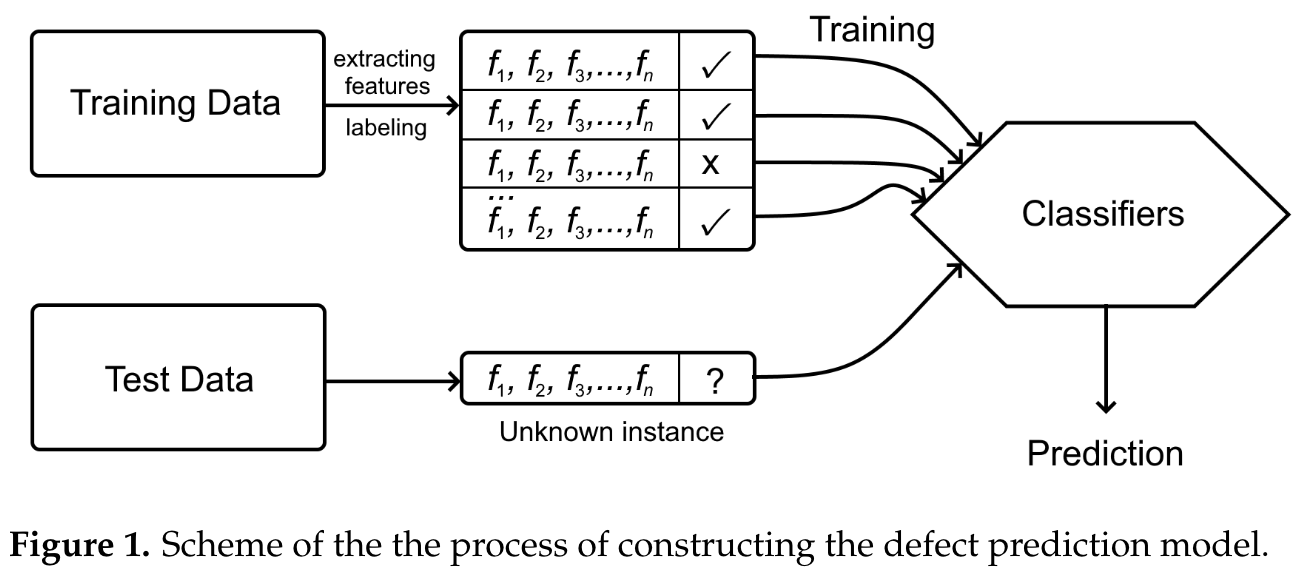 Training
Training Data
extracting
features
labeling
f1, f2, f3,...,fn ✓
f1, f2, f3,...,fn ✓
f1, f2, f3,...,fn x
...
f1, f2, f3,...,fn ✓
Classifiers
Test Data
f1, f2, f3,...,fn ?
Unknown instance
Prediction
Figure 1. Scheme of the the process of constructing the defect prediction model.